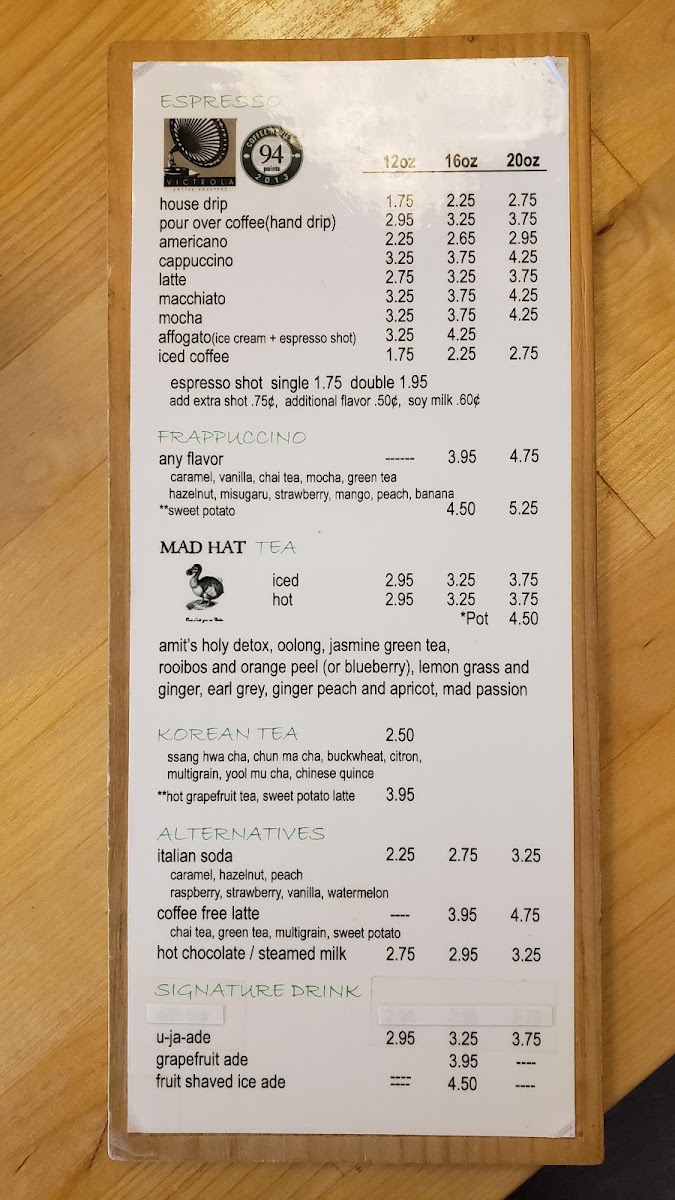 ESPRESSO
VICTROLA
COFFEE ROASTERS
94
points
2013
12oz 16oz 20oz
house drip 1.75 2.25 2.75
pour over coffee(hand drip) 2.95 3.25 3.75
americano 2.25 2.65 2.95
cappuccino 3.25 3.75 4.25
latte 2.75 3.25 3.75
macchiato 3.25 3.75 4.25
mocha 3.25 3.75 4.25
affogato(ice cream + espresso shot) 3.25 4.25
iced coffee 1.75 2.25 2.75
espresso shot single 1.75 double 1.95
add extra shot .75¢, additional flavor .50¢, soy milk .60¢
FRAPPUCCINO
any flavor ------ 3.95 4.75
caramel, vanilla, chai tea, mocha, green tea
hazelnut, misugaru, strawberry, mango, peach, banana
**sweet potato 4.50 5.25
MAD HAT TEA
iced 2.95 3.25 3.75
hot 2.95 3.25 3.75
*Pot 4.50
amit's holy detox, oolong, jasmine green tea,
rooibos and orange peel (or blueberry), lemon grass and
ginger, earl grey, ginger peach and apricot, mad passion
KOREAN TEA 2.50
ssang hwa cha, chun ma cha, buckwheat, citron,
multigrain, yool mu cha, chinese quince
**hot grapefruit tea, sweet potato latte 3.95
ALTERNATIVES
italian soda 2.25 2.75 3.25
caramel, hazelnut, peach
raspberry, strawberry, vanilla, watermelon
coffee free latte ---- 3.95 4.75
chai tea, green tea, multigrain, sweet potato
hot chocolate / steamed milk 2.75 2.95 3.25
SIGNATURE DRINK
u-ja-ade 2.95 3.25 3.75
grapefruit ade ---- 3.95 ----
fruit shaved ice ade ---- 4.50 ----